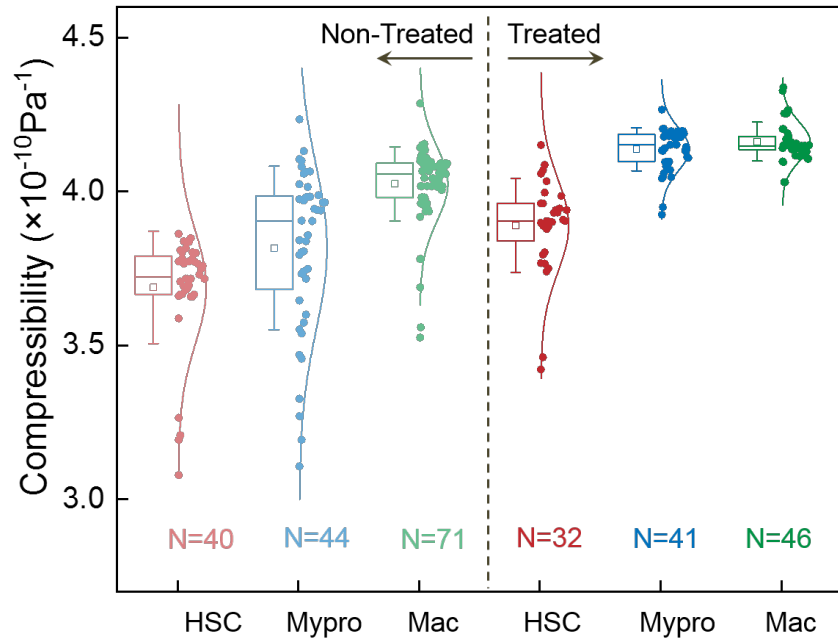 Compressibility (×10⁻¹⁰Pa⁻¹)
4.5
4.0
3.5
3.0
Non-Treated
Treated
N=40
N=44
N=71
N=32
N=41
N=46
HSC
Mypro
Mac
HSC
Mypro
Mac